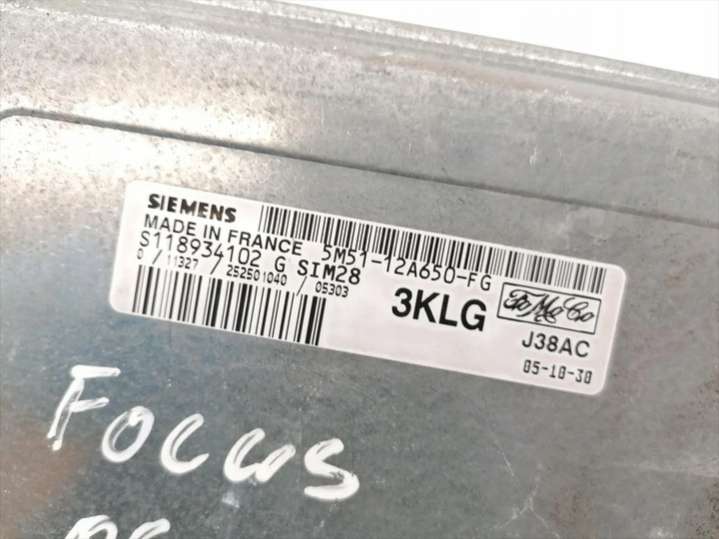 SIEMENS
MADE IN FRANCE 5M51-12A650-FG
S118934102 G SIM28
0 / 11327 / 252501040 / 05303
3KLG FoMoCo
J38AC
05-10-30
FOCUS